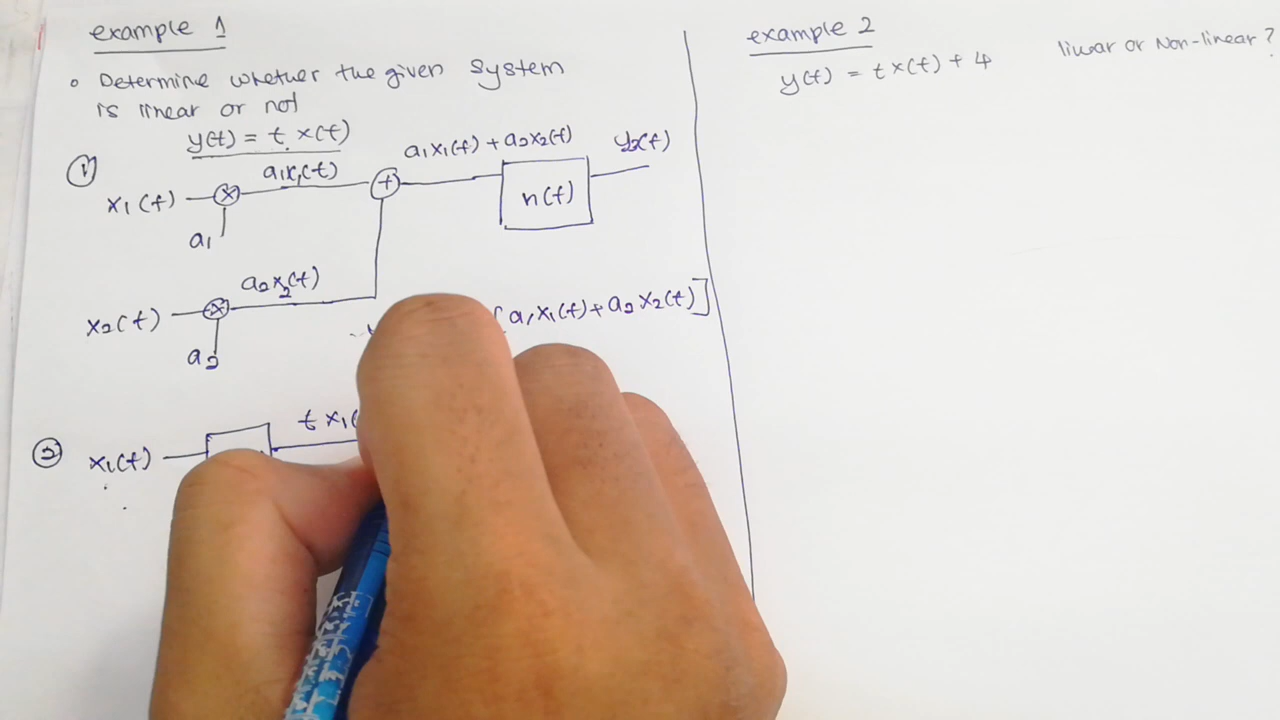 example 1
Determine whether the given system
is linear or not
y(t) = t x(t)
① a1x1(t) a1x1(t) + a2x2(t) y2(t)
x1(t) × + h(t)
a1
a2x2(t)
x2(t) ×
a2
[a1x1(t) + a2x2(t)]
t x1(
② x1(t)
example 2
y(t) = t x(t) + 4 linear or Non-linear?